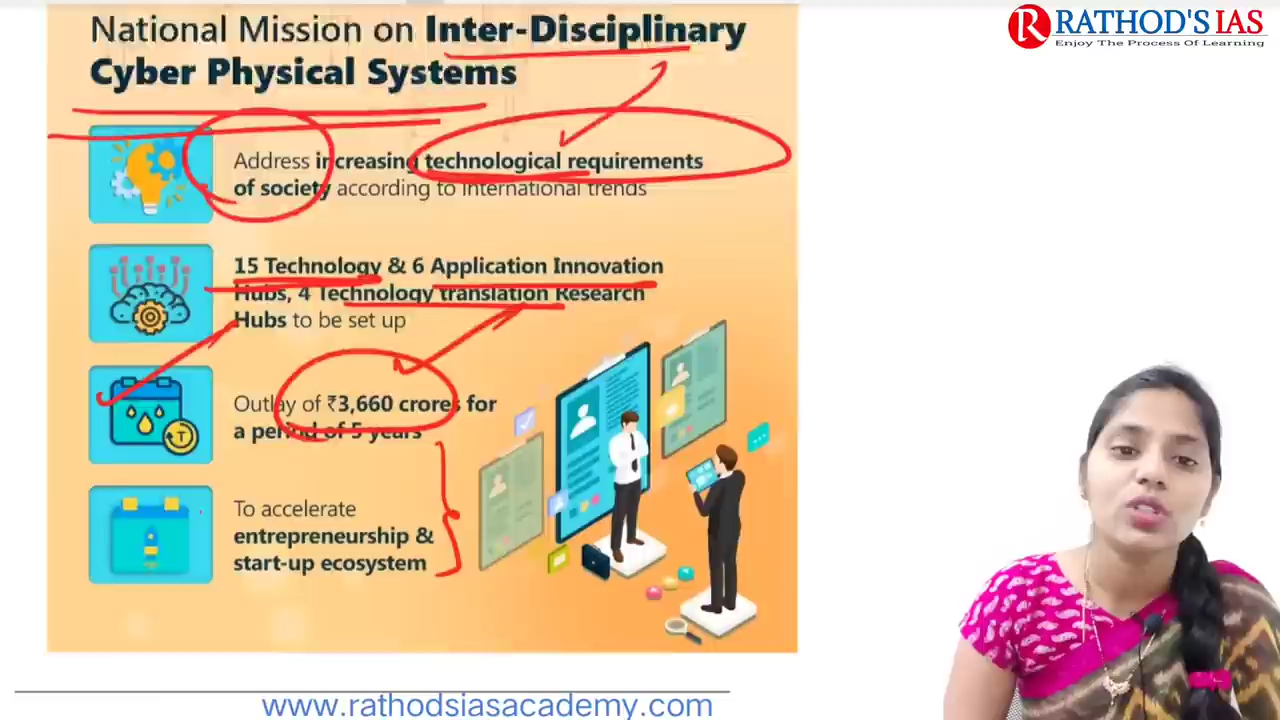 National Mission on Inter-Disciplinary
Cyber Physical Systems
RATHOD'S IAS
Enjoy The Process Of Learning
Address increasing technological requirements
of society according to international trends
15 Technology & 6 Application Innovation
Hubs, 4 Technology translation Research
Hubs to be set up
Outlay of ₹3,660 crores for
a period of 5 years
To accelerate
entrepreneurship &
start-up ecosystem
www.rathodsiasacademy.com